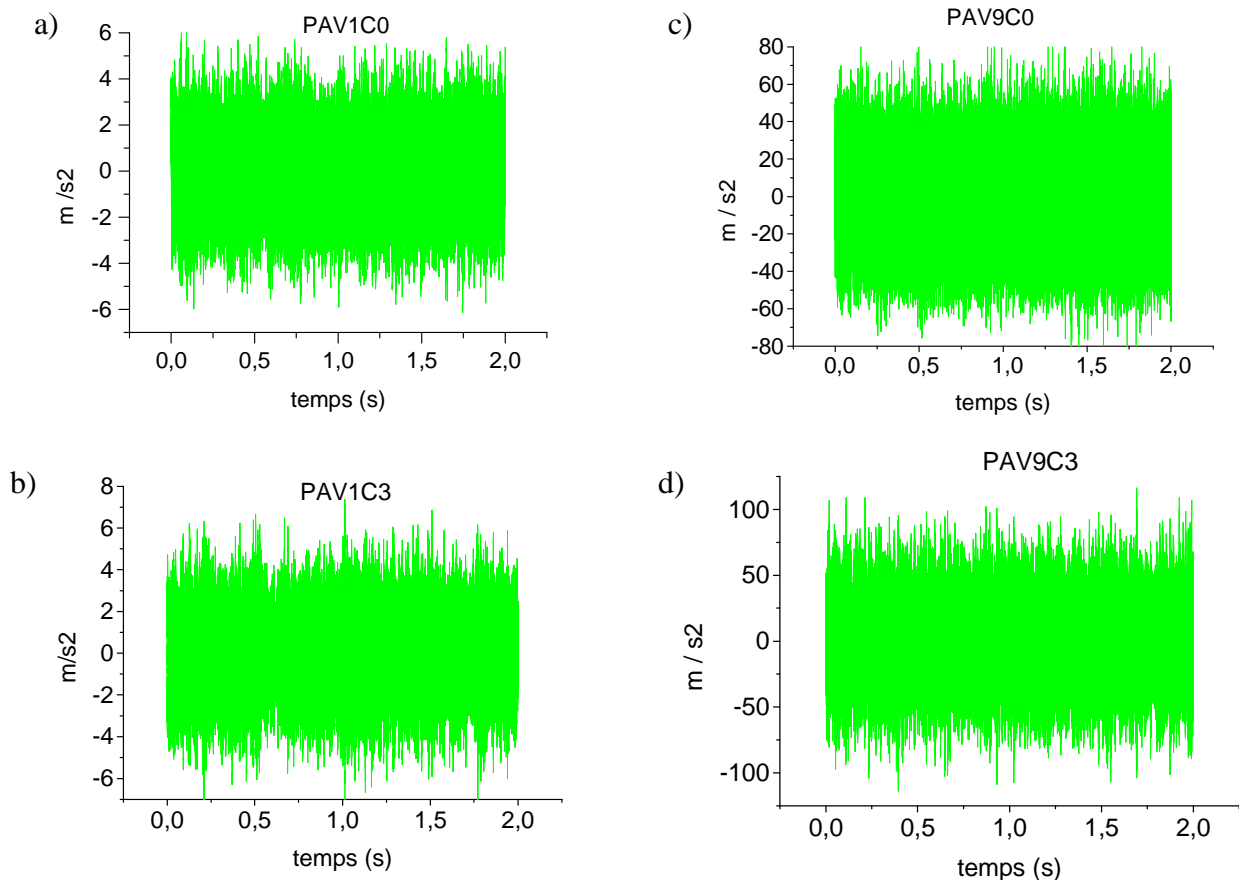 a)
PAV1C0
6
4
2
0
-2
-4
-6
m /s2
0,0 0,5 1,0 1,5 2,0
temps (s)
c)
PAV9C0
80
60
40
20
0
-20
-40
-60
-80
m / s2
0,0 0,5 1,0 1,5 2,0
temps (s)
b)
PAV1C3
8
6
4
2
0
-2
-4
-6
m/s2
0,0 0,5 1,0 1,5 2,0
temps (s)
d)
PAV9C3
100
50
0
-50
-100
m / s2
0,0 0,5 1,0 1,5 2,0
temps (s)